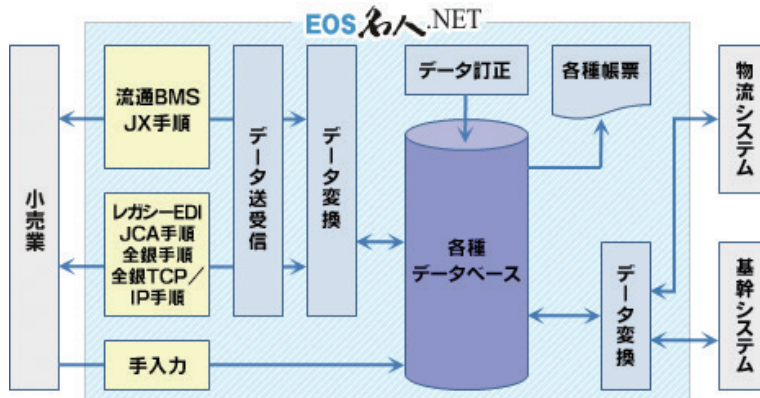 EOS名人.NET
小売業
流通BMS
JX手順
レガシーEDI
JCA手順
全銀手順
全銀TCP／
IP手順
手入力
データ送受信
データ変換
データ訂正
各種帳票
各種
データベース
データ変換
物流システム
基幹システム